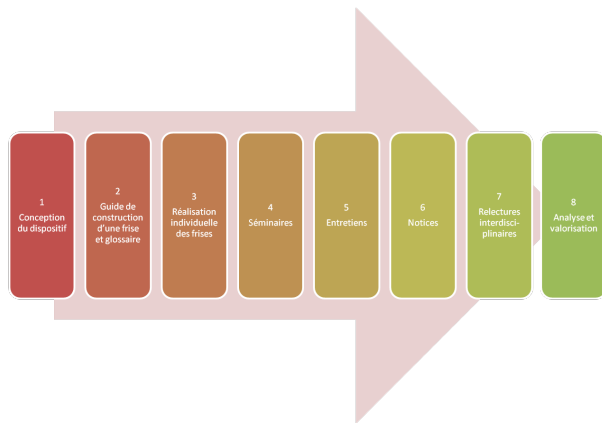 1
Conception
du dispositif
2
Guide de
construction
d'une frise
et glossaire
3
Réalisation
individuelle
des frises
4
Séminaires
5
Entretiens
6
Notices
7
Relectures
interdisci-
plinaires
8
Analyse et
valorisation